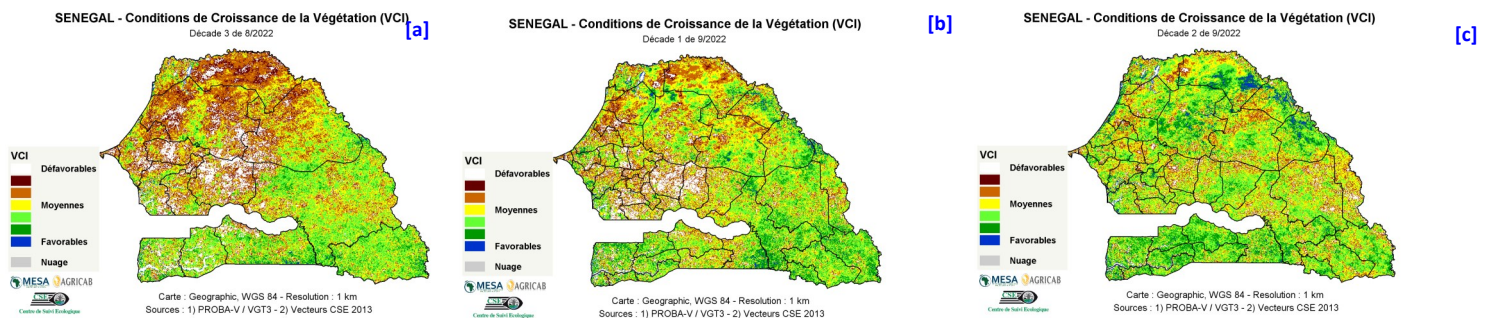 SENEGAL - Conditions de Croissance de la Végétation (VCI)
Décade 3 de 8/2022
[a]
VCI
Défavorables
Moyennes
Favorables
Nuage
MESA AGRICAB
CSE
Centre de Suivi Ecologique
Carte : Geographic, WGS 84 - Resolution : 1 km
Sources : 1) PROBA-V / VGT3 - 2) Vecteurs CSE 2013
SENEGAL - Conditions de Croissance de la Végétation (VCI)
Décade 1 de 9/2022
[b]
VCI
Défavorables
Moyennes
Favorables
Nuage
MESA AGRICAB
CSE
Centre de Suivi Ecologique
Carte : Geographic, WGS 84 - Resolution : 1 km
Sources : 1) PROBA-V / VGT3 - 2) Vecteurs CSE 2013
SENEGAL - Conditions de Croissance de la Végétation (VCI)
Décade 2 de 9/2022
[c]
VCI
Défavorables
Moyennes
Favorables
Nuage
MESA AGRICAB
CSE
Centre de Suivi Ecologique
Carte : Geographic, WGS 84 - Resolution : 1 km
Sources : 1) PROBA-V / VGT3 - 2) Vecteurs CSE 2013